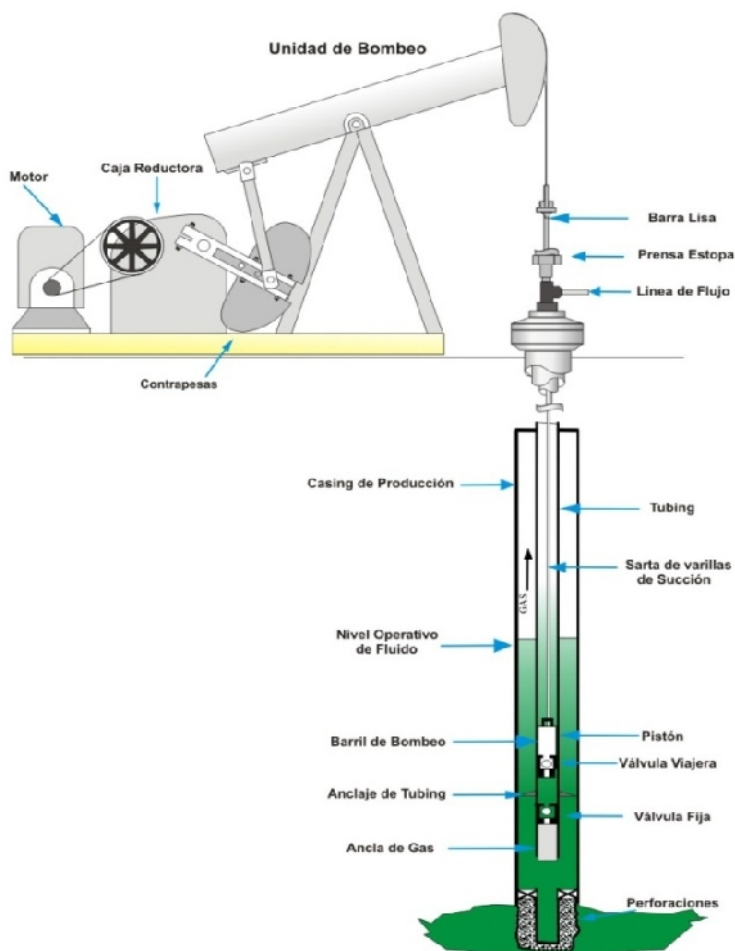 Unidad de Bombeo
Caja Reductora
Motor
Barra Lisa
Prensa Estopa
Linea de Flujo
Contrapesas
Casing de Producción
Tubing
Sarta de varillas
de Succión
GAS
Nivel Operativo
de Fluido
Barril de Bombeo
Pistón
Válvula Viajera
Anclaje de Tubing
Válvula Fija
Ancla de Gas
Perforaciones